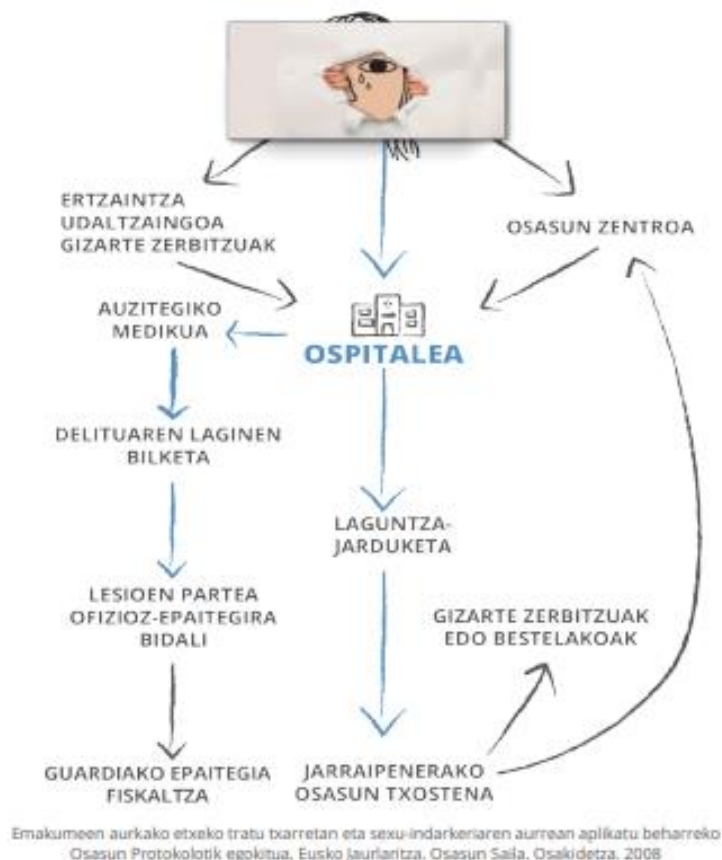 ERTZAINTZA
UDALTZAINGOA
GIZARTE ZERBITZUAK
OSASUN ZENTROA
AUZITEGIKO
MEDIKUA
OSPITALEA
DELITUAREN LAGINEN
BILKETA
LAGUNTZA-
JARDUKETA
LESIOEN PARTEA
OFIZIOZ-EPAITEGIRA
BIDALI
GIZARTE ZERBITZUAK
EDO BESTELAKOAK
GUARDIAKO EPAITEGIA
FISKALTZA
JARRAIPENERAKO
OSASUN TXOSTENA
Emakumeen aurkako etxeko tratu txarretan eta sexu-indarkeriaren aurrean aplikatu beharreko
Osasun Protokolotik egokitua. Eusko Jaurlaritza, Osasun Saila, Osakidetza, 2008